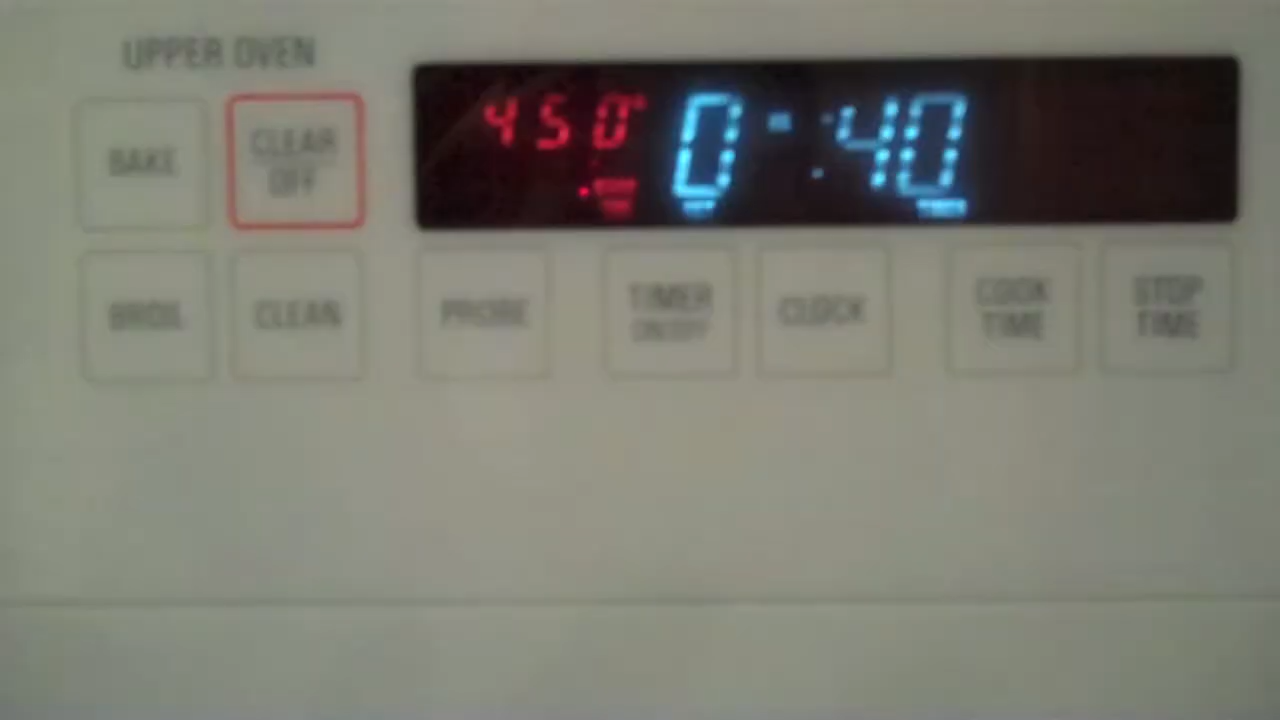 UPPER OVEN
BAKE
CLEAR
OFF
450° 0:40
TIMER
BROIL
CLEAN
PROBE
TIMER
ON/OFF
CLOCK
COOK
TIME
STOP
TIME